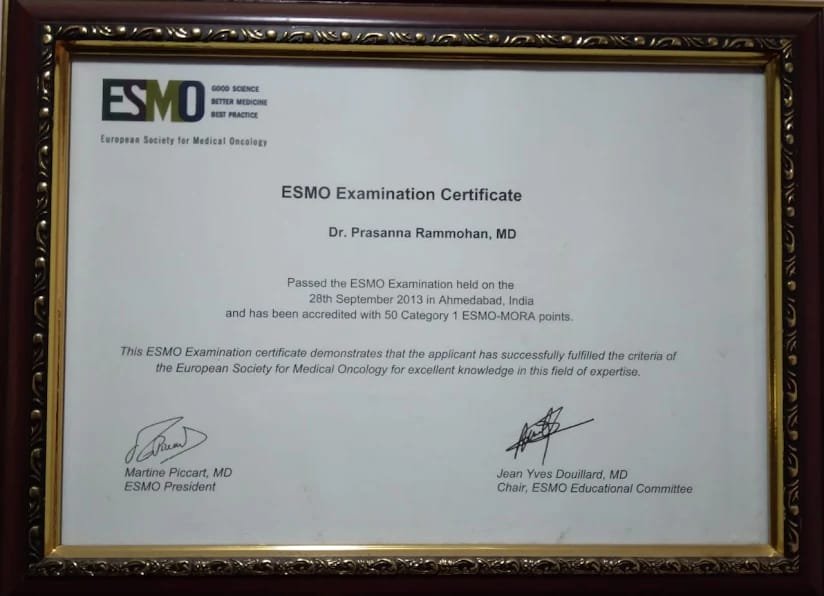 ESMO
GOOD SCIENCE
BETTER MEDICINE
BEST PRACTICE
European Society for Medical Oncology
ESMO Examination Certificate
Dr. Prasanna Rammohan, MD
Passed the ESMO Examination held on the
28th September 2013 in Ahmedabad, India
and has been accredited with 50 Category 1 ESMO-MORA points.
This ESMO Examination certificate demonstrates that the applicant has successfully fulfilled the criteria of
the European Society for Medical Oncology for excellent knowledge in this field of expertise.
Martine Piccart, MD
ESMO President
Jean Yves Douillard, MD
Chair, ESMO Educational Committee